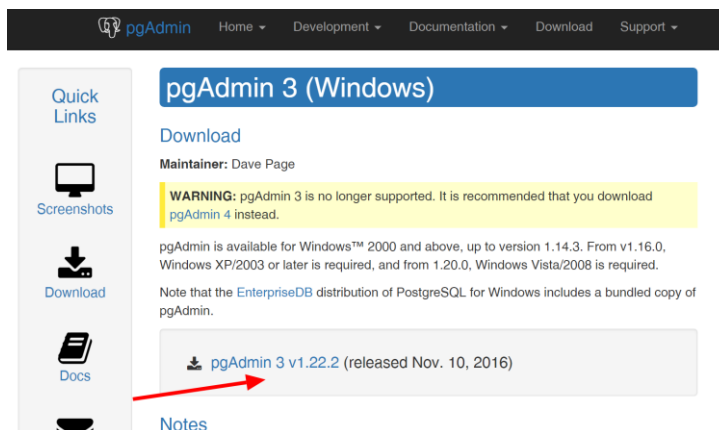 pgAdmin Home Development Documentation Download Support
Quick
Links
Screenshots
Download
Docs
pgAdmin 3 (Windows)
Download
Maintainer: Dave Page
WARNING: pgAdmin 3 is no longer supported. It is recommended that you download
pgAdmin 4 instead.
pgAdmin is available for Windows™ 2000 and above, up to version 1.14.3. From v1.16.0,
Windows XP/2003 or later is required, and from 1.20.0, Windows Vista/2008 is required.
Note that the EnterpriseDB distribution of PostgreSQL for Windows includes a bundled copy of
pgAdmin.
pgAdmin 3 v1.22.2 (released Nov. 10, 2016)
Notes